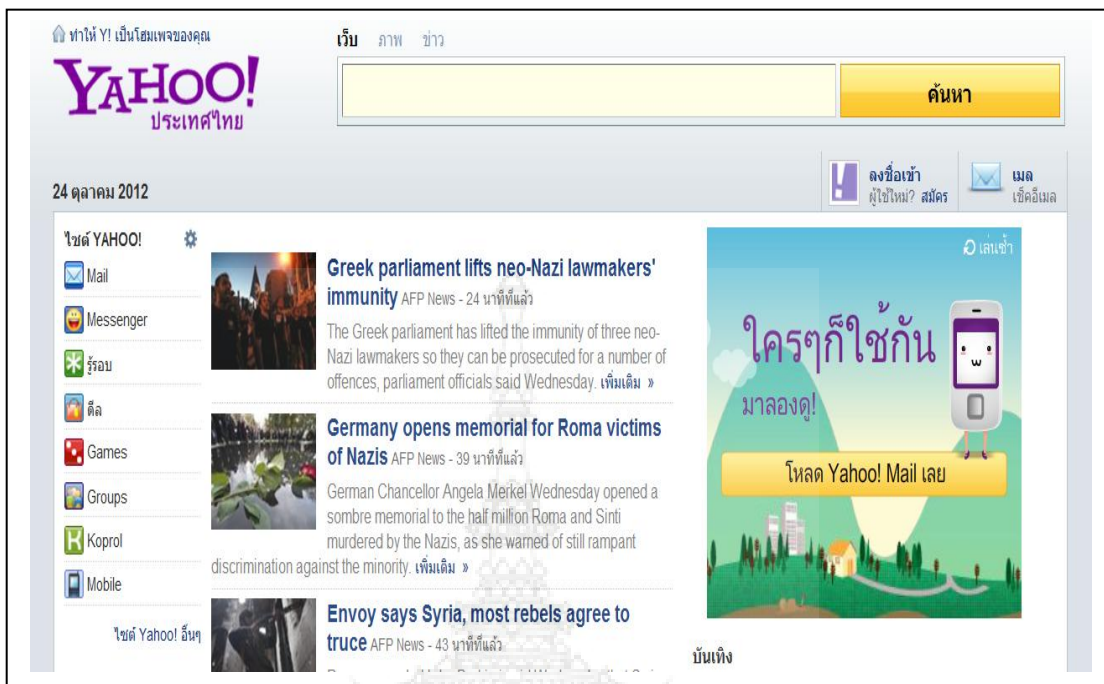 ทำให้ Y! เป็นโฮมเพจของคุณ
เว็บ ภาพ ข่าว
YAHOO!
ประเทศไทย
ค้นหา
24 ตุลาคม 2012
ลงชื่อเข้า
ผู้ใช้ใหม่? สมัคร
เมล
เช็คอีเมล
ไซต์ YAHOO!
Mail
Messenger
รู้รอบ
ดีล
Games
Groups
Koprol
Mobile
ไซต์ Yahoo! อื่นๆ
Greek parliament lifts neo-Nazi lawmakers'
immunity AFP News - 24 นาทีที่แล้ว
The Greek parliament has lifted the immunity of three neo-
Nazi lawmakers so they can be prosecuted for a number of
offences, parliament officials said Wednesday. เพิ่มเติม »
Germany opens memorial for Roma victims
of Nazis AFP News - 39 นาทีที่แล้ว
German Chancellor Angela Merkel Wednesday opened a
sombre memorial to the half million Roma and Sinti
murdered by the Nazis, as she warned of still rampant
discrimination against the minority. เพิ่มเติม »
Envoy says Syria, most rebels agree to
truce AFP News - 43 นาทีที่แล้ว
เล่นซ้ำ
ใครๆก็ใช้กัน
มาลองดู!
โหลด Yahoo! Mail เลย
บันเทิง